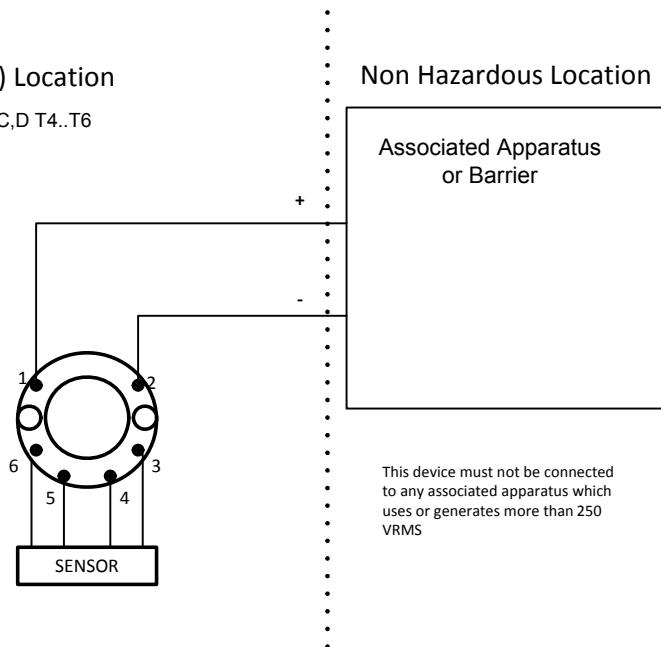 ) Location
Non Hazardous Location
C,D T4..T6
Associated Apparatus
or Barrier
+
-
1
2
6
3
5
4
SENSOR
This device must not be connected
to any associated apparatus which
uses or generates more than 250
VRMS